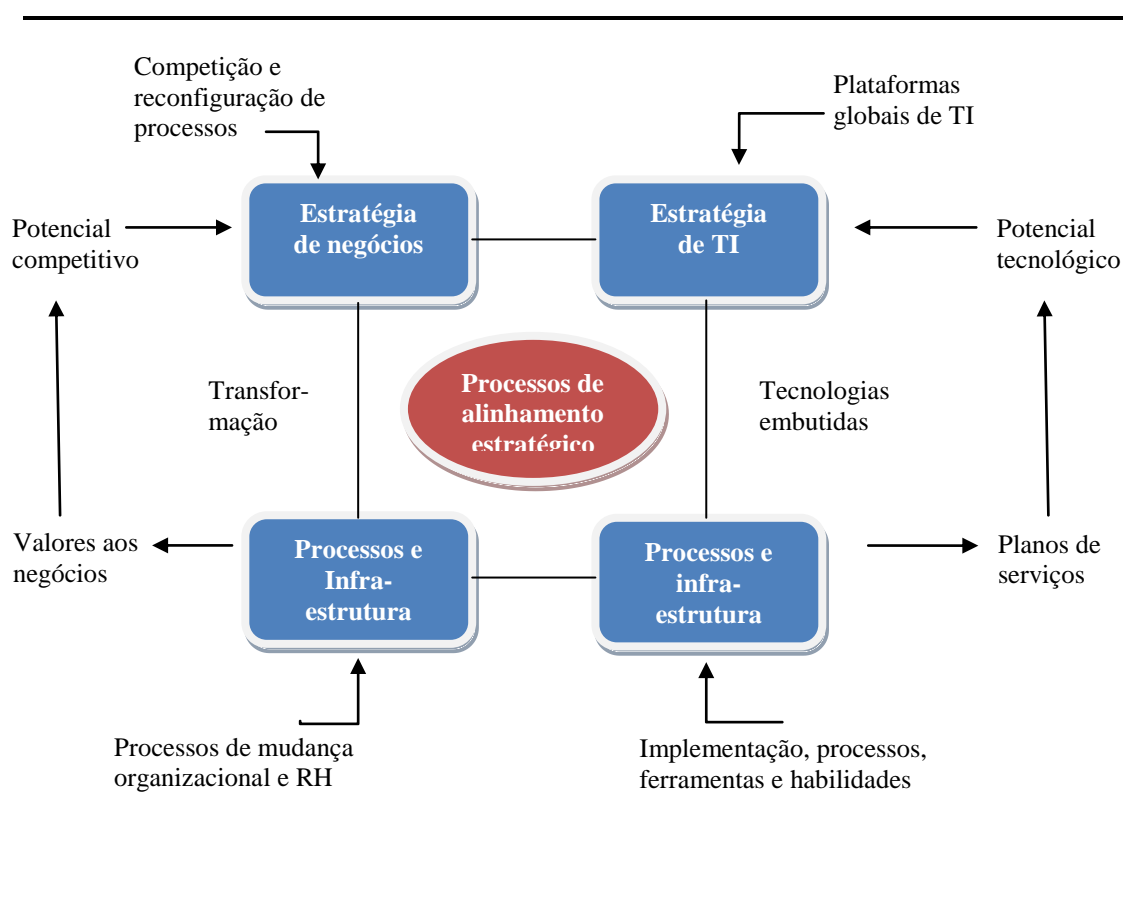 Competição e
reconfiguração de
processos
Plataformas
globais de TI
Estratégia
de negócios
Estratégia
de TI
Potencial
competitivo
Potencial
tecnológico
Transfor-
mação
Processos de
alinhamento
estratégico
Tecnologias
embutidas
Valores aos
negócios
Processos e
Infra-
estrutura
Processos e
infra-
estrutura
Planos de
serviços
Processos de mudança
organizacional e RH
Implementação, processos,
ferramentas e habilidades